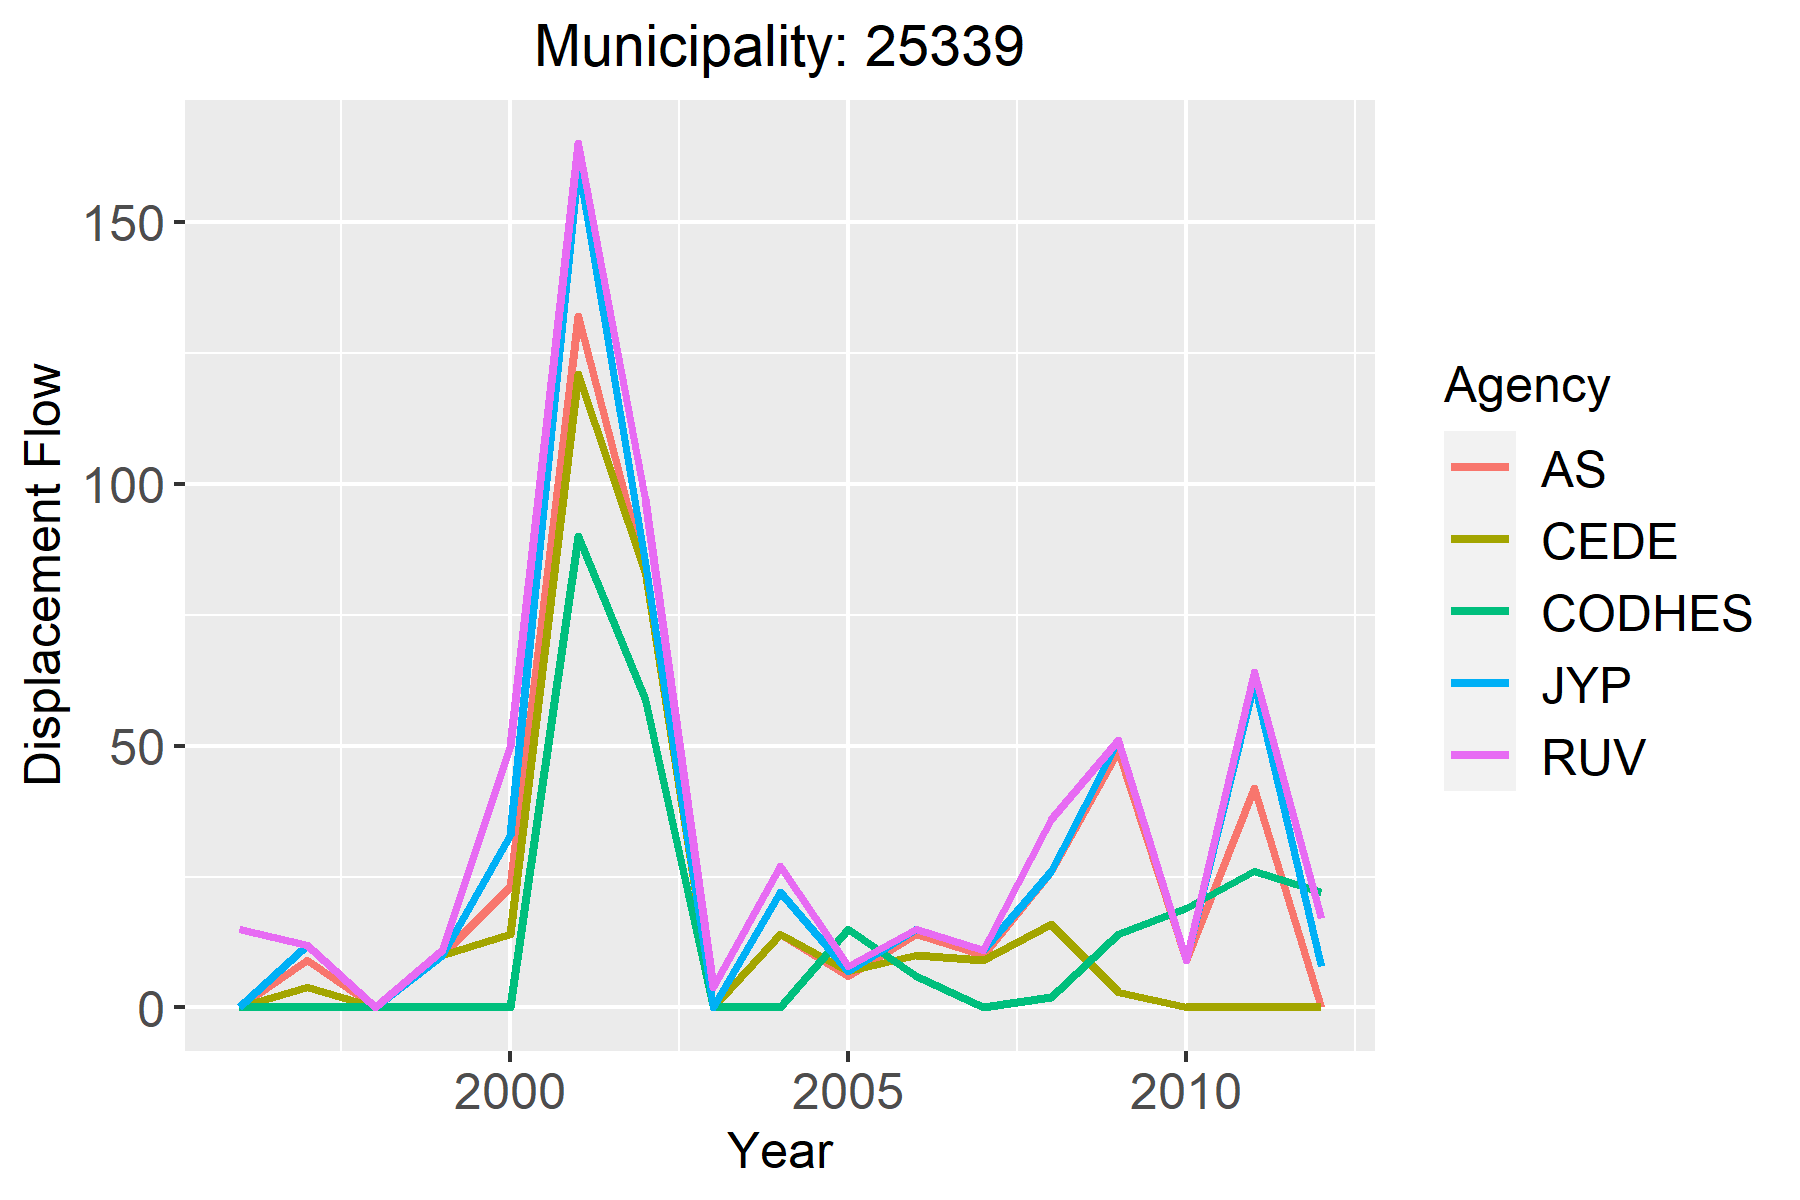 Municipality: 25339
Displacement Flow
150
100
50
0
2000 2005 2010
Year
Agency
AS
CEDE
CODHES
JYP
RUV